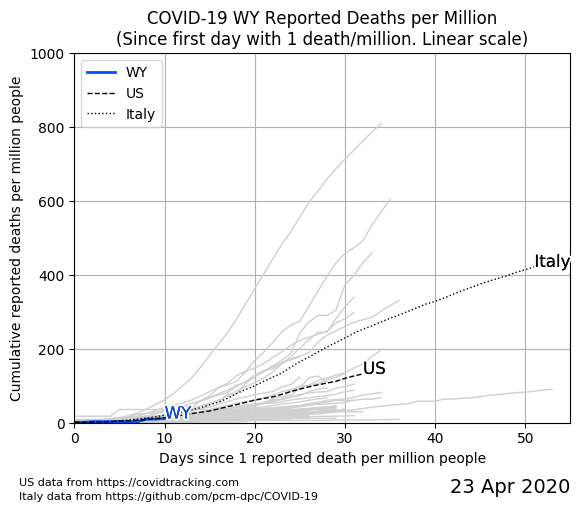 COVID-19 WY Reported Deaths per Million
(Since first day with 1 death/million. Linear scale)
Cumulative reported deaths per million people
1000
800
600
400
200
0
WY
US
Italy
Italy
US
WY
0 10 20 30 40 50
Days since 1 reported death per million people
US data from https://covidtracking.com
Italy data from https://github.com/pcm-dpc/COVID-19
23 Apr 2020